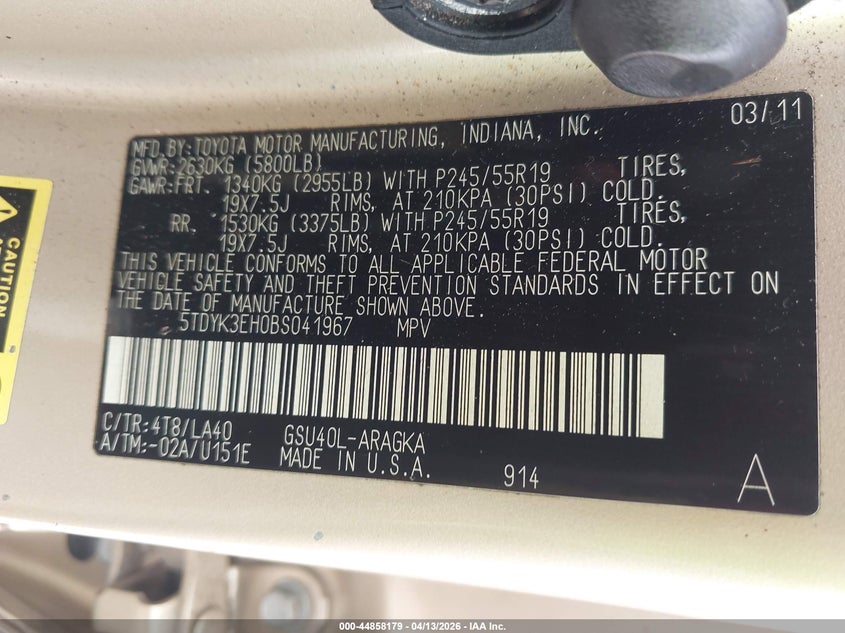 03/11
MFD. BY: TOYOTA MOTOR MANUFACTURING, INDIANA, INC.
GVWR: 2630KG (5800LB)
GAWR: FRT. 1340KG (2955LB) WITH P245/55R19 TIRES,
19X7.5J RIMS, AT 210KPA (30PSI) COLD.
RR. 1530KG (3375LB) WITH P245/55R19 TIRES,
19X7.5J RIMS, AT 210KPA (30PSI) COLD.
THIS VEHICLE CONFORMS TO ALL APPLICABLE FEDERAL MOTOR
VEHICLE SAFETY AND THEFT PREVENTION STANDARDS IN EFFECT ON
THE DATE OF MANUFACTURE SHOWN ABOVE.
5TDYK3EH0BS041967 MPV
C/TR: 4T8/LA40 GSU40L-ARAGKA
A/TM: -02A/U151E MADE IN U.S.A. 914 A
CAUTION
000-44858179 - 04/13/2026 - IAA Inc.